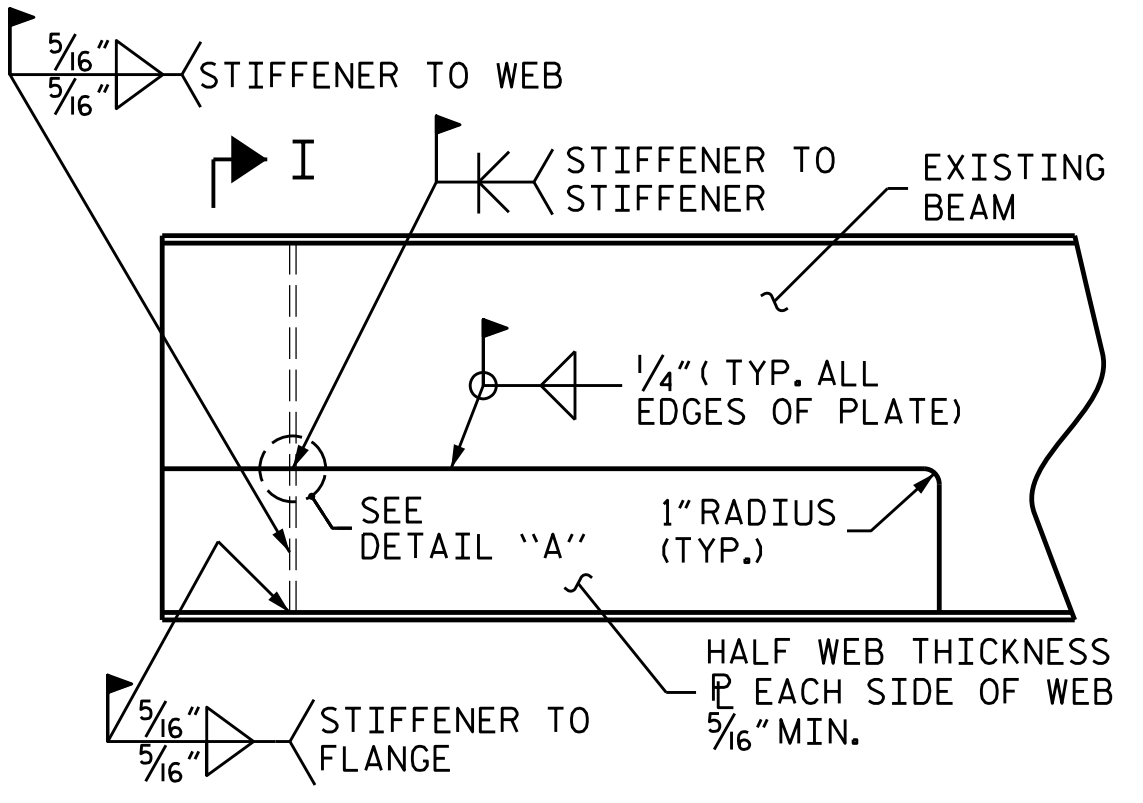 5/16"
5/16"
STIFFENER TO WEB
I
STIFFENER TO
STIFFENER
EXISTING
BEAM
1/4" (TYP. ALL
EDGES OF PLATE)
SEE
DETAIL "A"
1" RADIUS
(TYP.)
HALF WEB THICKNESS
℄ EACH SIDE OF WEB
5/16" MIN.
5/16"
5/16"
STIFFENER TO
FLANGE